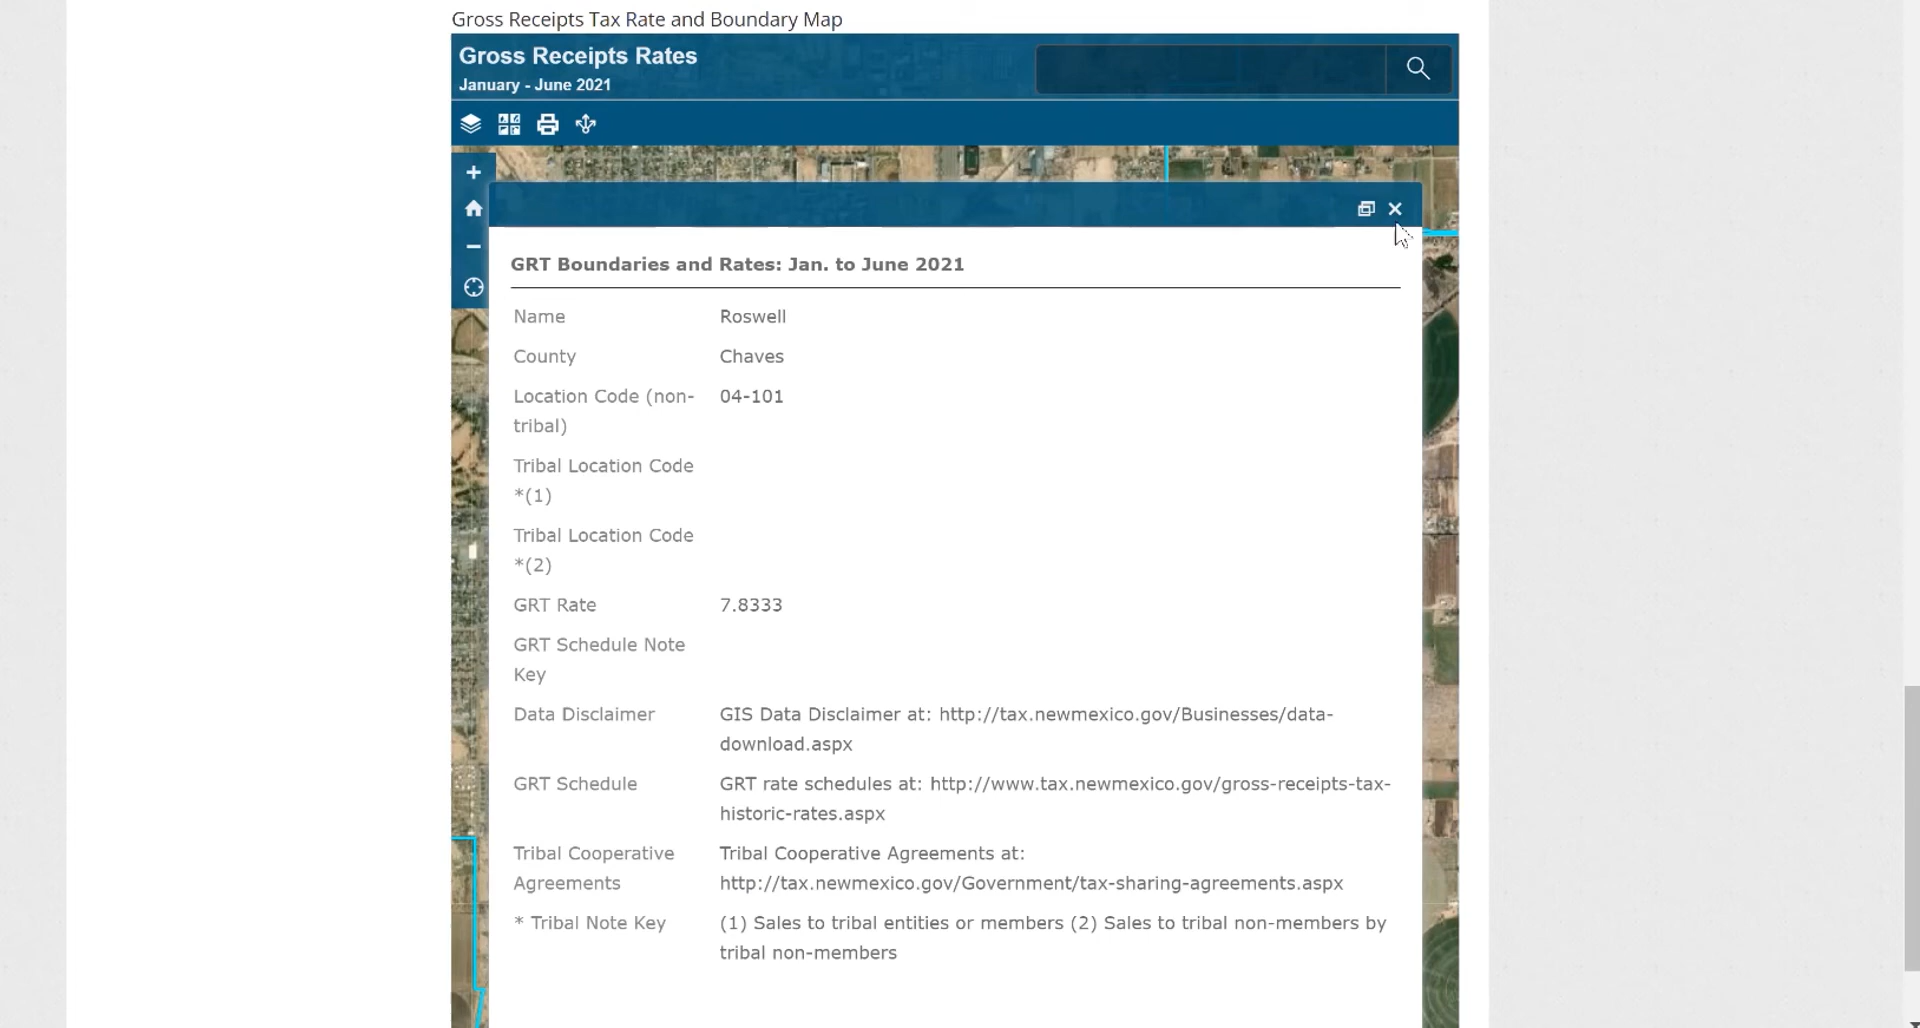 Gross Receipts Tax Rate and Boundary Map
Gross Receipts Rates
January - June 2021
GRT Boundaries and Rates: Jan. to June 2021
Name Roswell
County Chaves
Location Code (non- 04-101
tribal)
Tribal Location Code
*(1)
Tribal Location Code
*(2)
GRT Rate 7.8333
GRT Schedule Note
Key
Data Disclaimer GIS Data Disclaimer at: http://tax.newmexico.gov/Businesses/data-
download.aspx
GRT Schedule GRT rate schedules at: http://www.tax.newmexico.gov/gross-receipts-tax-
historic-rates.aspx
Tribal Cooperative Tribal Cooperative Agreements at:
Agreements http://tax.newmexico.gov/Government/tax-sharing-agreements.aspx
* Tribal Note Key (1) Sales to tribal entities or members (2) Sales to tribal non-members by
tribal non-members